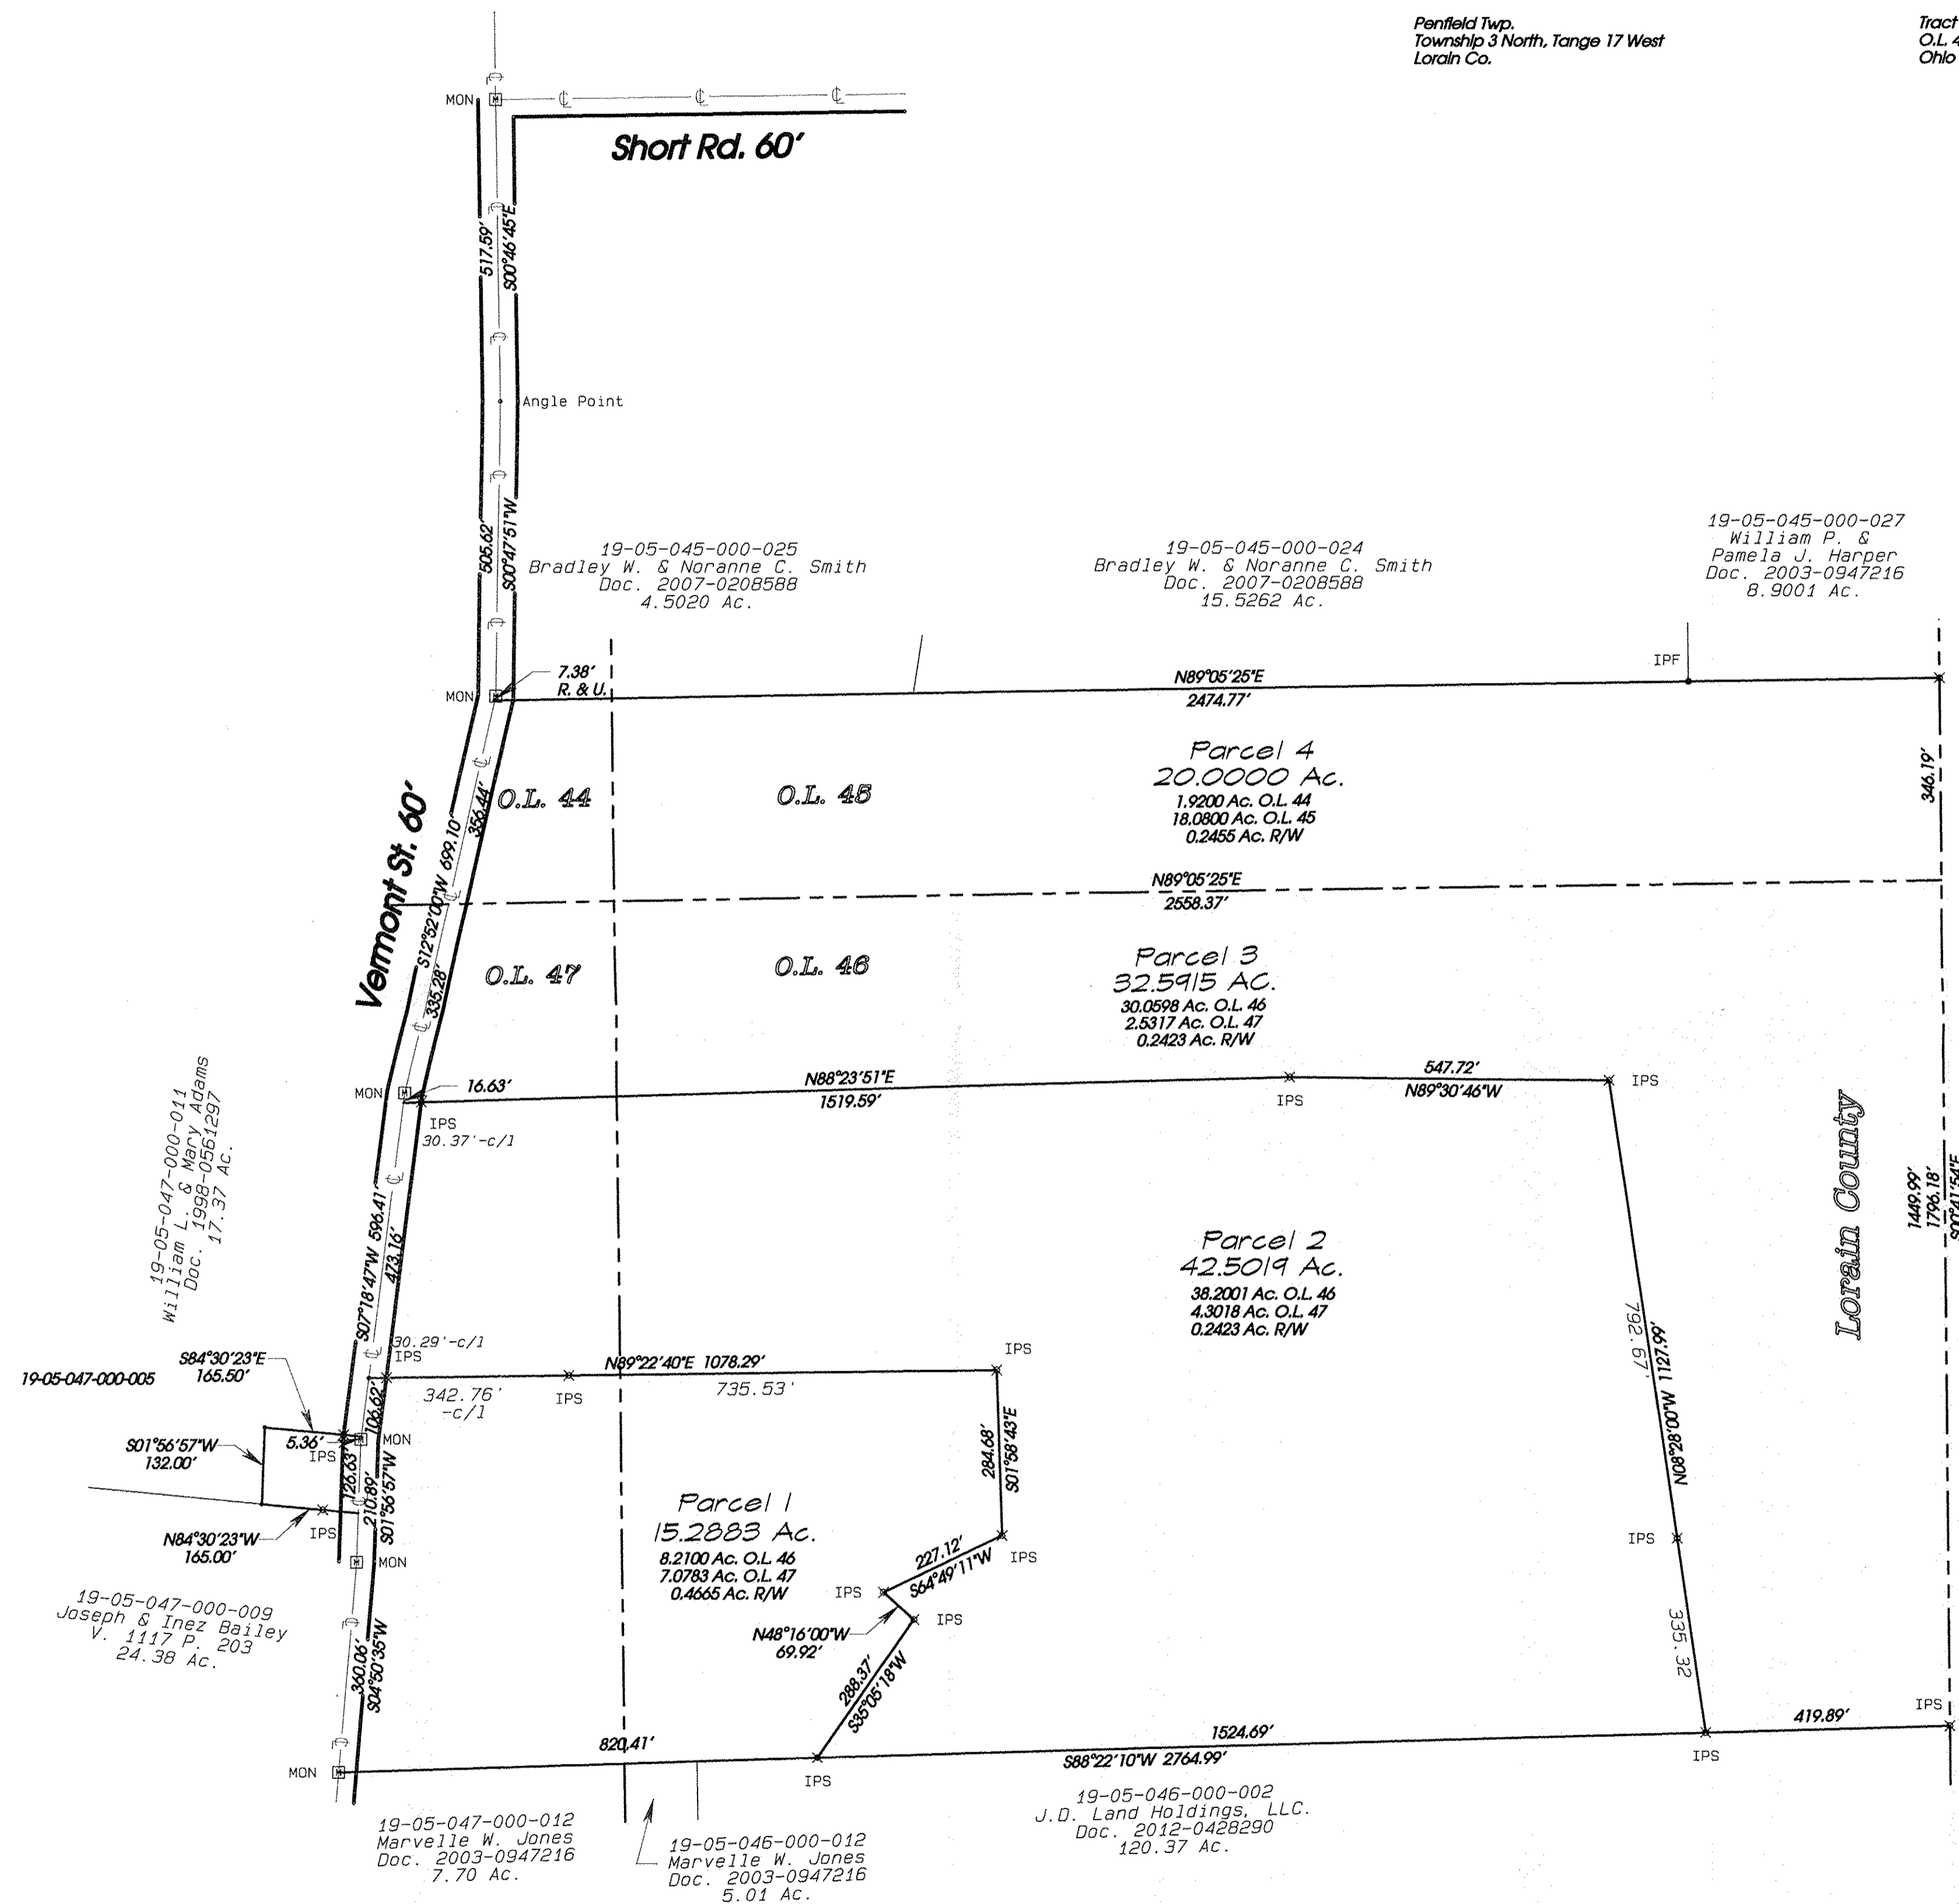 Penfield Twp.
Township 3 North, Tange 17 West
Lorain Co.
Tract
O.L. 4
Ohio
MON
Short Rd. 60'
517.59'
S00°46'45"E
Angle Point
505.62'
S00°47'51"W
19-05-045-000-025
Bradley W. & Noranne C. Smith
Doc. 2007-0208588
4.5020 Ac.
19-05-045-000-024
Bradley W. & Noranne C. Smith
Doc. 2007-0208588
15.5262 Ac.
19-05-045-000-027
William P. &
Pamela J. Harper
Doc. 2003-0947216
8.9001 Ac.
IPF
7.38'
R. & U.
MON
N89°05'25"E
2474.77'
Parcel 4
20.0000 Ac.
1.9200 Ac. O.L. 44
18.0800 Ac. O.L. 45
0.2455 Ac. R/W
346.19'
O.L. 44
O.L. 45
Vermont St. 60'
356.44'
S12°52'00"W 699.10'
335.28'
N89°05'25"E
2558.37'
O.L. 47
O.L. 46
Parcel 3
32.5915 AC.
30.0598 Ac. O.L. 46
2.5317 Ac. O.L. 47
0.2423 Ac. R/W
MON
16.63'
N88°23'51"E
1519.59'
547.72'
N89°30'46"W
IPS
IPS
IPS
30.37'-c/l
19-05-047-000-011
William L. & Mary Adams
Doc. 1998-0561297
17.37 AC.
S07°18'47"W 596.41'
473.16'
Lorain County
1449.99'
1796.18'
S00°41'54"E
Parcel 2
42.5019 Ac.
38.2001 Ac. O.L. 46
4.3018 Ac. O.L. 47
0.2423 Ac. R/W
792.67'
N08°28'00"W 1127.99'
30.29'-c/l
IPS
N89°22'40"E 1078.29'
IPS
342.76'
-c/l
IPS
735.53'
S84°30'23"E
165.50'
19-05-047-000-005
106.62'
5.36'
MON
IPS
S01°56'57"W
132.00'
126.63'
210.89'
S01°56'57"W
284.68'
S01°58'43"E
N84°30'23"W
165.00'
IPS
MON
Parcel 1
15.2883 Ac.
8.2100 Ac. O.L. 46
7.0783 Ac. O.L. 47
0.4665 Ac. R/W
IPS
227.12'
S64°49'11"W
IPS
IPS
IPS
N48°16'00"W
69.92'
335.32
19-05-047-000-009
Joseph & Inez Bailey
V. 1117 P. 203
24.38 Ac.
360.06'
S04°50'35"W
288.37'
S35°05'18"W
IPS
419.89'
1524.69'
820.41'
S88°22'10"W 2764.99'
MON
IPS
IPS
19-05-046-000-002
J.D. Land Holdings, LLC.
Doc. 2012-0428290
120.37 Ac.
19-05-047-000-012
Marvelle W. Jones
Doc. 2003-0947216
7.70 Ac.
19-05-046-000-012
Marvelle W. Jones
Doc. 2003-0947216
5.01 Ac.